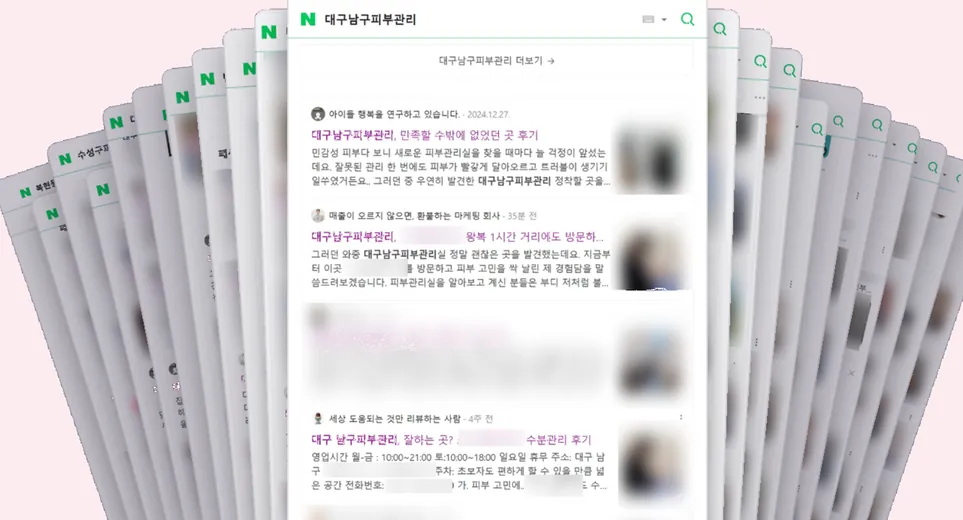 N 대구남구피부관리
대구남구피부관리 더보기 →
아이들 행복을 연구하고 있습니다. · 2024.12.27.
대구남구피부관리, 만족할 수밖에 없었던 곳 후기
민감성 피부다 보니 새로운 피부관리실을 찾을 때마다 늘 걱정이 앞섰는
데요. 잘못된 관리 한 번에도 피부가 빨갛게 달아오르고 트러블이 생기기
일쑤였거든요.. 그러던 중 우연히 발견한 대구남구피부관리 정착할 곳을...
매출이 오르지 않으면, 환불하는 마케팅 회사 · 35분 전
대구남구피부관리, 왕복 1시간 거리에도 방문하...
그러던 와중 대구남구피부관리실 정말 괜찮은 곳을 발견했는데요. 지금부
터 이곳 를 방문하고 피부 고민을 싹 날린 제 경험담을 말
씀드려보겠습니다. 피부관리실을 알아보고 계신 분들은 부디 저처럼 불...
세상 도움되는 것만 리뷰하는 사람 · 4주 전
대구 남구피부관리, 잘하는 곳? 수분관리 후기
영업시간 월-금 : 10:00~21:00 토:10:00~18:00 일요일 휴무 주소: 대구 남
구 주차: 초보자도 편하게 할 수 있을 만큼 넓
은 공간 전화번호: 가. 피부 고민에.. 도 수...
N
N
N
N
N
N 대
N 수성구피
N
복현동
N